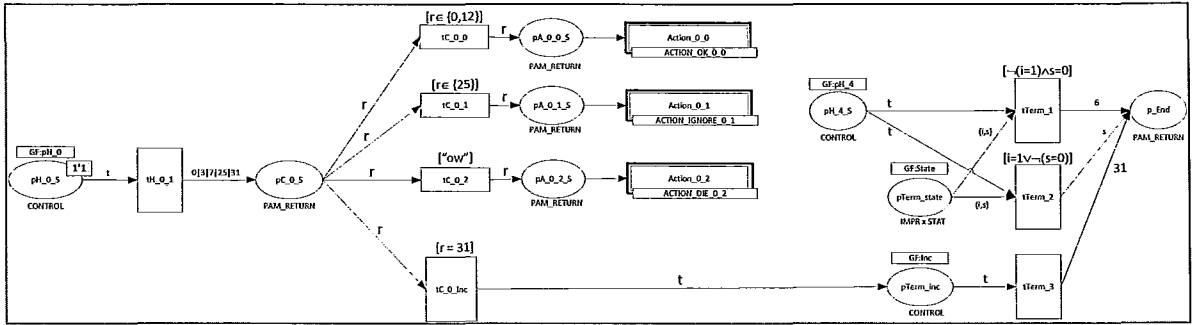 [r∈ {0,12}]
tC_0_0
r
pA_0_0_S
PAM_RETURN
Action_0_0
ACTION_OK_0_0
r
[r∈ {25}]
tC_0_1
r
pA_0_1_S
PAM_RETURN
Action_0_1
ACTION_IGNORE_0_1
r
["ow"]
tC_0_2
r
pA_0_2_S
PAM_RETURN
Action_0_2
ACTION_DIE_0_2
r
GF:pH_0
1'1
pH_0_S
CONTROL
t
tH_0_1
0|3|7|25|31
pC_0_S
PAM_RETURN
r
[r = 31]
tC_0_Inc
t
GF:pH_4
pH_4_S
CONTROL
t
t
[¬(i=1)∧s=0]
tTerm_1
6
p_End
PAM_RETURN
(i,s)
s
[i=1∨¬(s=0)]
31
GF:State
pTerm_state
IMPR x STAT
(i,s)
tTerm_2
GF:Inc
pTerm_inc
CONTROL
t
tTerm_3